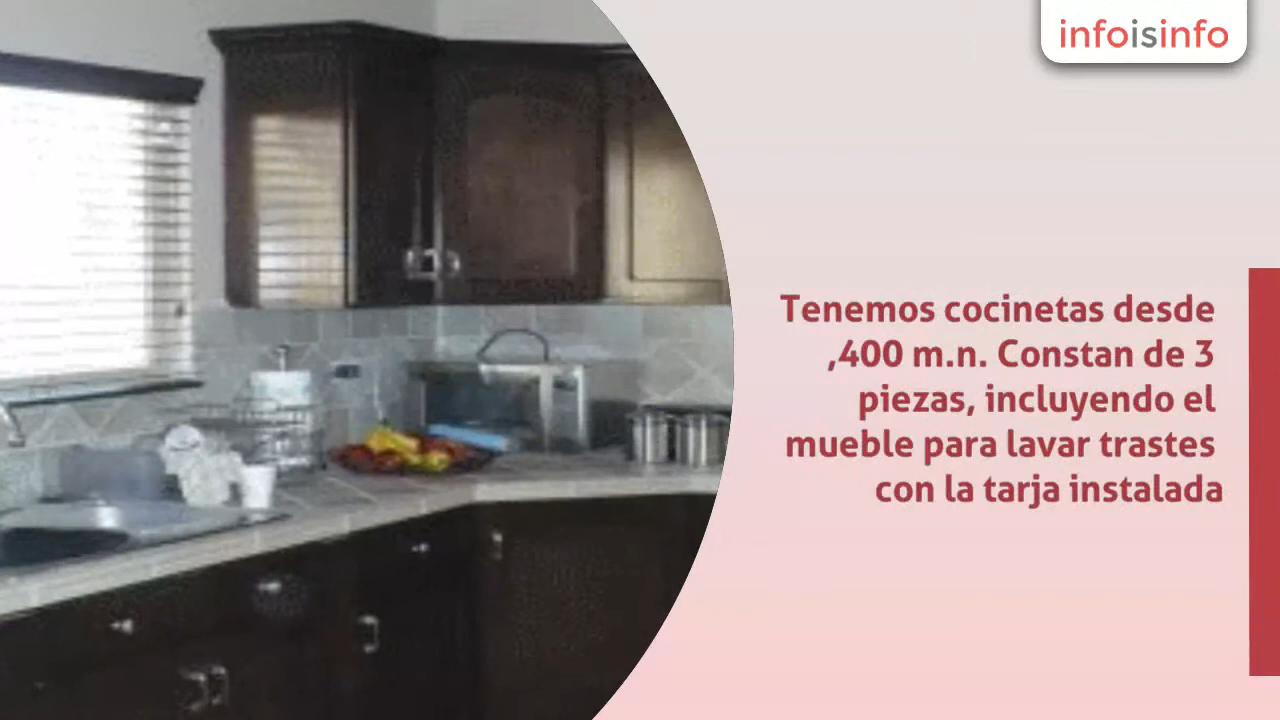 infoisinfo
Tenemos cocinetas desde
,400 m.n. Constan de 3
piezas, incluyendo el
mueble para lavar trastes
con la tarja instalada